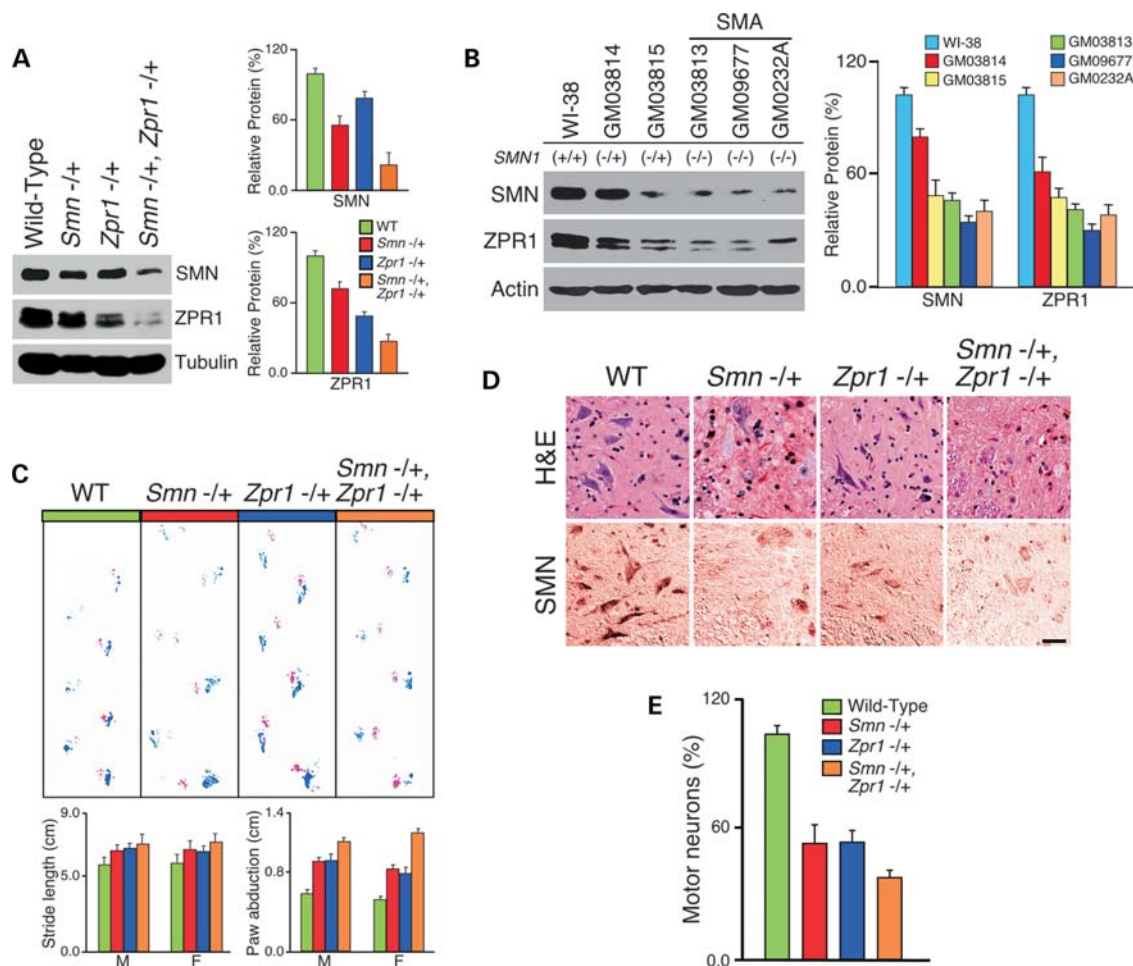 A
Wild-Type
Smn -/+
Zpr1 -/+
Smn -/+, Zpr1 -/+
SMN
ZPR1
Tubulin
Relative Protein (%)
120
60
0.0
SMN
Relative Protein (%)
120
60
0.0
ZPR1
WT
Smn -/+
Zpr1 -/+
Smn -/+,
Zpr1 -/+
B
SMA
WI-38
GM03814
GM03815
GM03813
GM09677
GM0232A
SMN1 (+/+) (-/+) (-/+) (-/-) (-/-) (-/-)
SMN
ZPR1
Actin
Relative Protein (%)
120
60
0.0
WI-38
GM03814
GM03815
GM03813
GM09677
GM0232A
SMN ZPR1
C
WT
Smn -/+
Zpr1 -/+
Smn -/+,
Zpr1 -/+
Stride length (cm)
9.0
5.0
0.0
M F
Paw abduction (cm)
1.4
0.8
0.0
M F
D
WT
Smn -/+
Zpr1 -/+
Smn -/+,
Zpr1 -/+
H&E
SMN
E
Motor neurons (%)
120
60
0.0
Wild-Type
Smn -/+
Zpr1 -/+
Smn -/+,
Zpr1 -/+